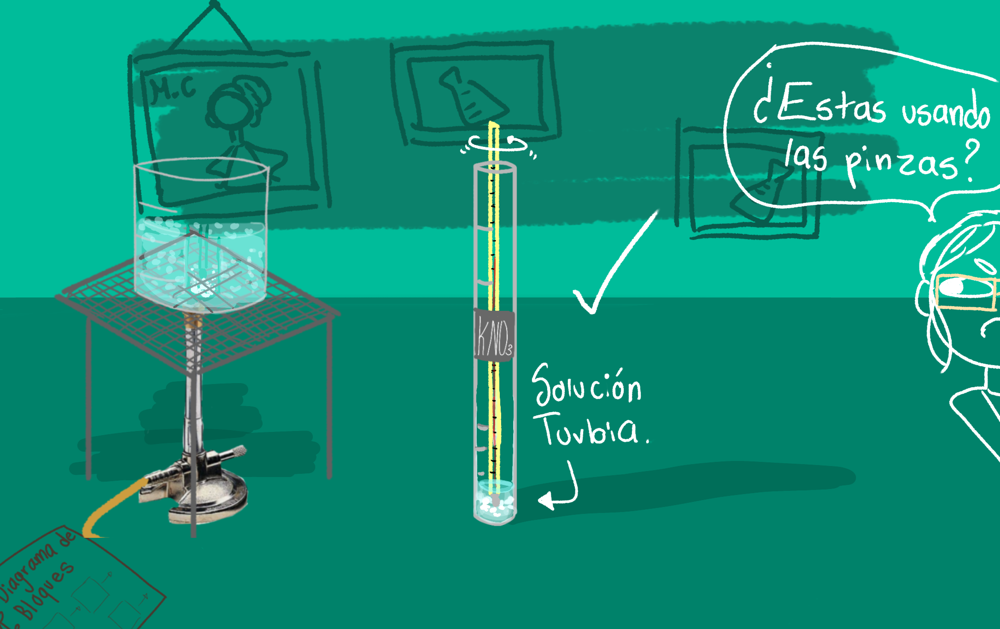 M.C
¿Estas usando
las pinzas?
KNO₃
Solución
Turbia.
Diagrama de
Bloques